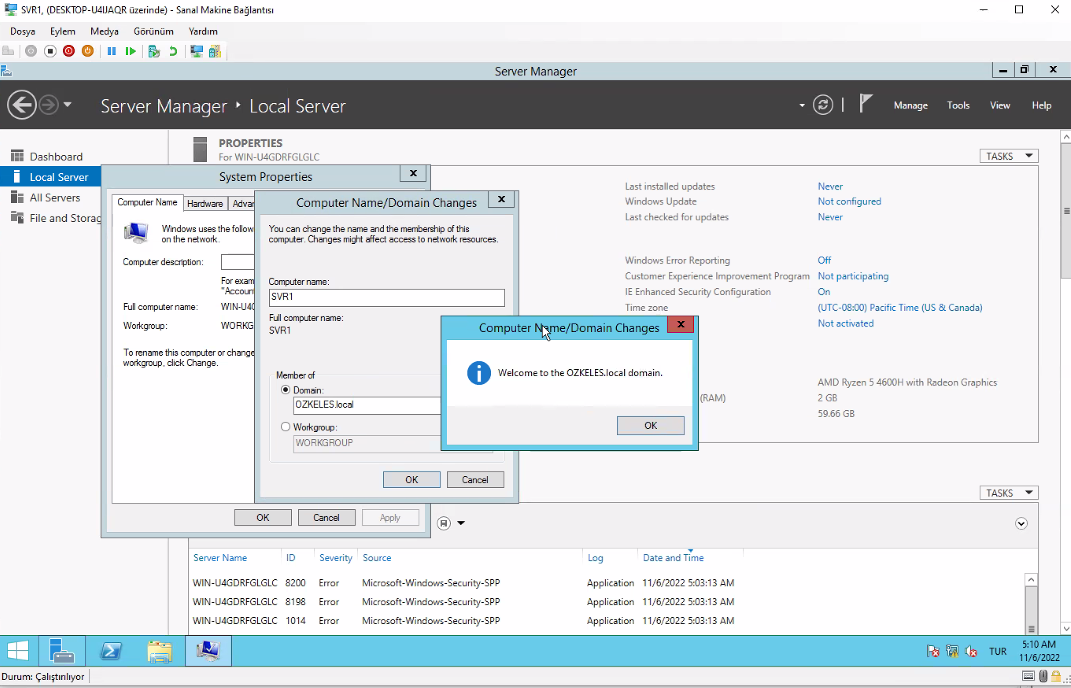 SVR1, (DESKTOP-U4UAQR üzerinde) - Sanal Makine Bağlantısı
Dosya Eylem Medya Görünüm Yardım
Server Manager
Server Manager Local Server
Manage Tools View Help
Dashboard
Local Server
All Servers
File and Storag
PROPERTIES
For WIN-U4GDRFGLGLC
TASKS
System Properties
Computer Name Hardware Advar
Windows uses the follow
on the network.
Computer description:
For exam
"Accoun
Full computer name: WIN-U4G
Workgroup: WORKG
To rename this computer or change
workgroup, click Change.
OK Cancel Apply
Computer Name/Domain Changes
You can change the name and the membership of this
computer. Changes might affect access to network resources.
Computer name:
SVR1
Full computer name:
SVR1
Member of
Domain:
OZKELES.local
Workgroup:
WORKGROUP
OK Cancel
Computer Name/Domain Changes
Welcome to the OZKELES.local domain.
OK
Last installed updates Never
Windows Update Not configured
Last checked for updates Never
Windows Error Reporting Off
Customer Experience Improvement Program Not participating
IE Enhanced Security Configuration On
Time zone (UTC-08:00) Pacific Time (US & Canada)
Not activated
AMD Ryzen 5 4600H with Radeon Graphics
(RAM) 2 GB
59.66 GB
TASKS
Server Name ID Severity Source Log Date and Time
WIN-U4GDRFGLGLC 8200 Error Microsoft-Windows-Security-SPP Application 11/6/2022 5:03:13 AM
WIN-U4GDRFGLGLC 8198 Error Microsoft-Windows-Security-SPP Application 11/6/2022 5:03:13 AM
WIN-U4GDRFGLGLC 1014 Error Microsoft-Windows-Security-SPP Application 11/6/2022 5:03:13 AM
TUR
5:10 AM
11/6/2022
Durum: Çalıştırılıyor